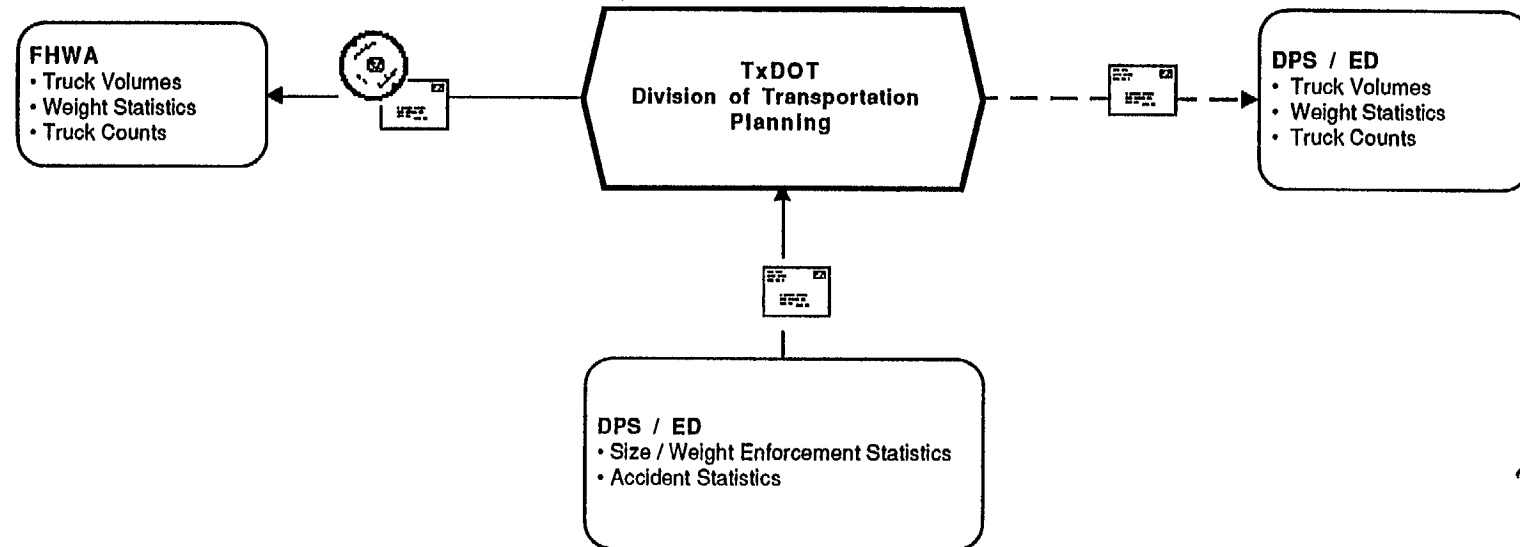 FHWA
• Truck Volumes
• Weight Statistics
• Truck Counts
TxDOT
Division of Transportation
Planning
DPS / ED
• Truck Volumes
• Weight Statistics
• Truck Counts
DPS / ED
• Size / Weight Enforcement Statistics
• Accident Statistics